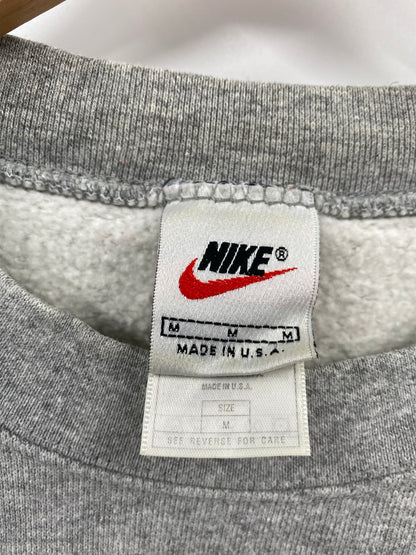 NIKE®
M M M
MADE IN U.S.A.
MADE IN U.S.A.
SIZE
M
SEE REVERSE FOR CARE